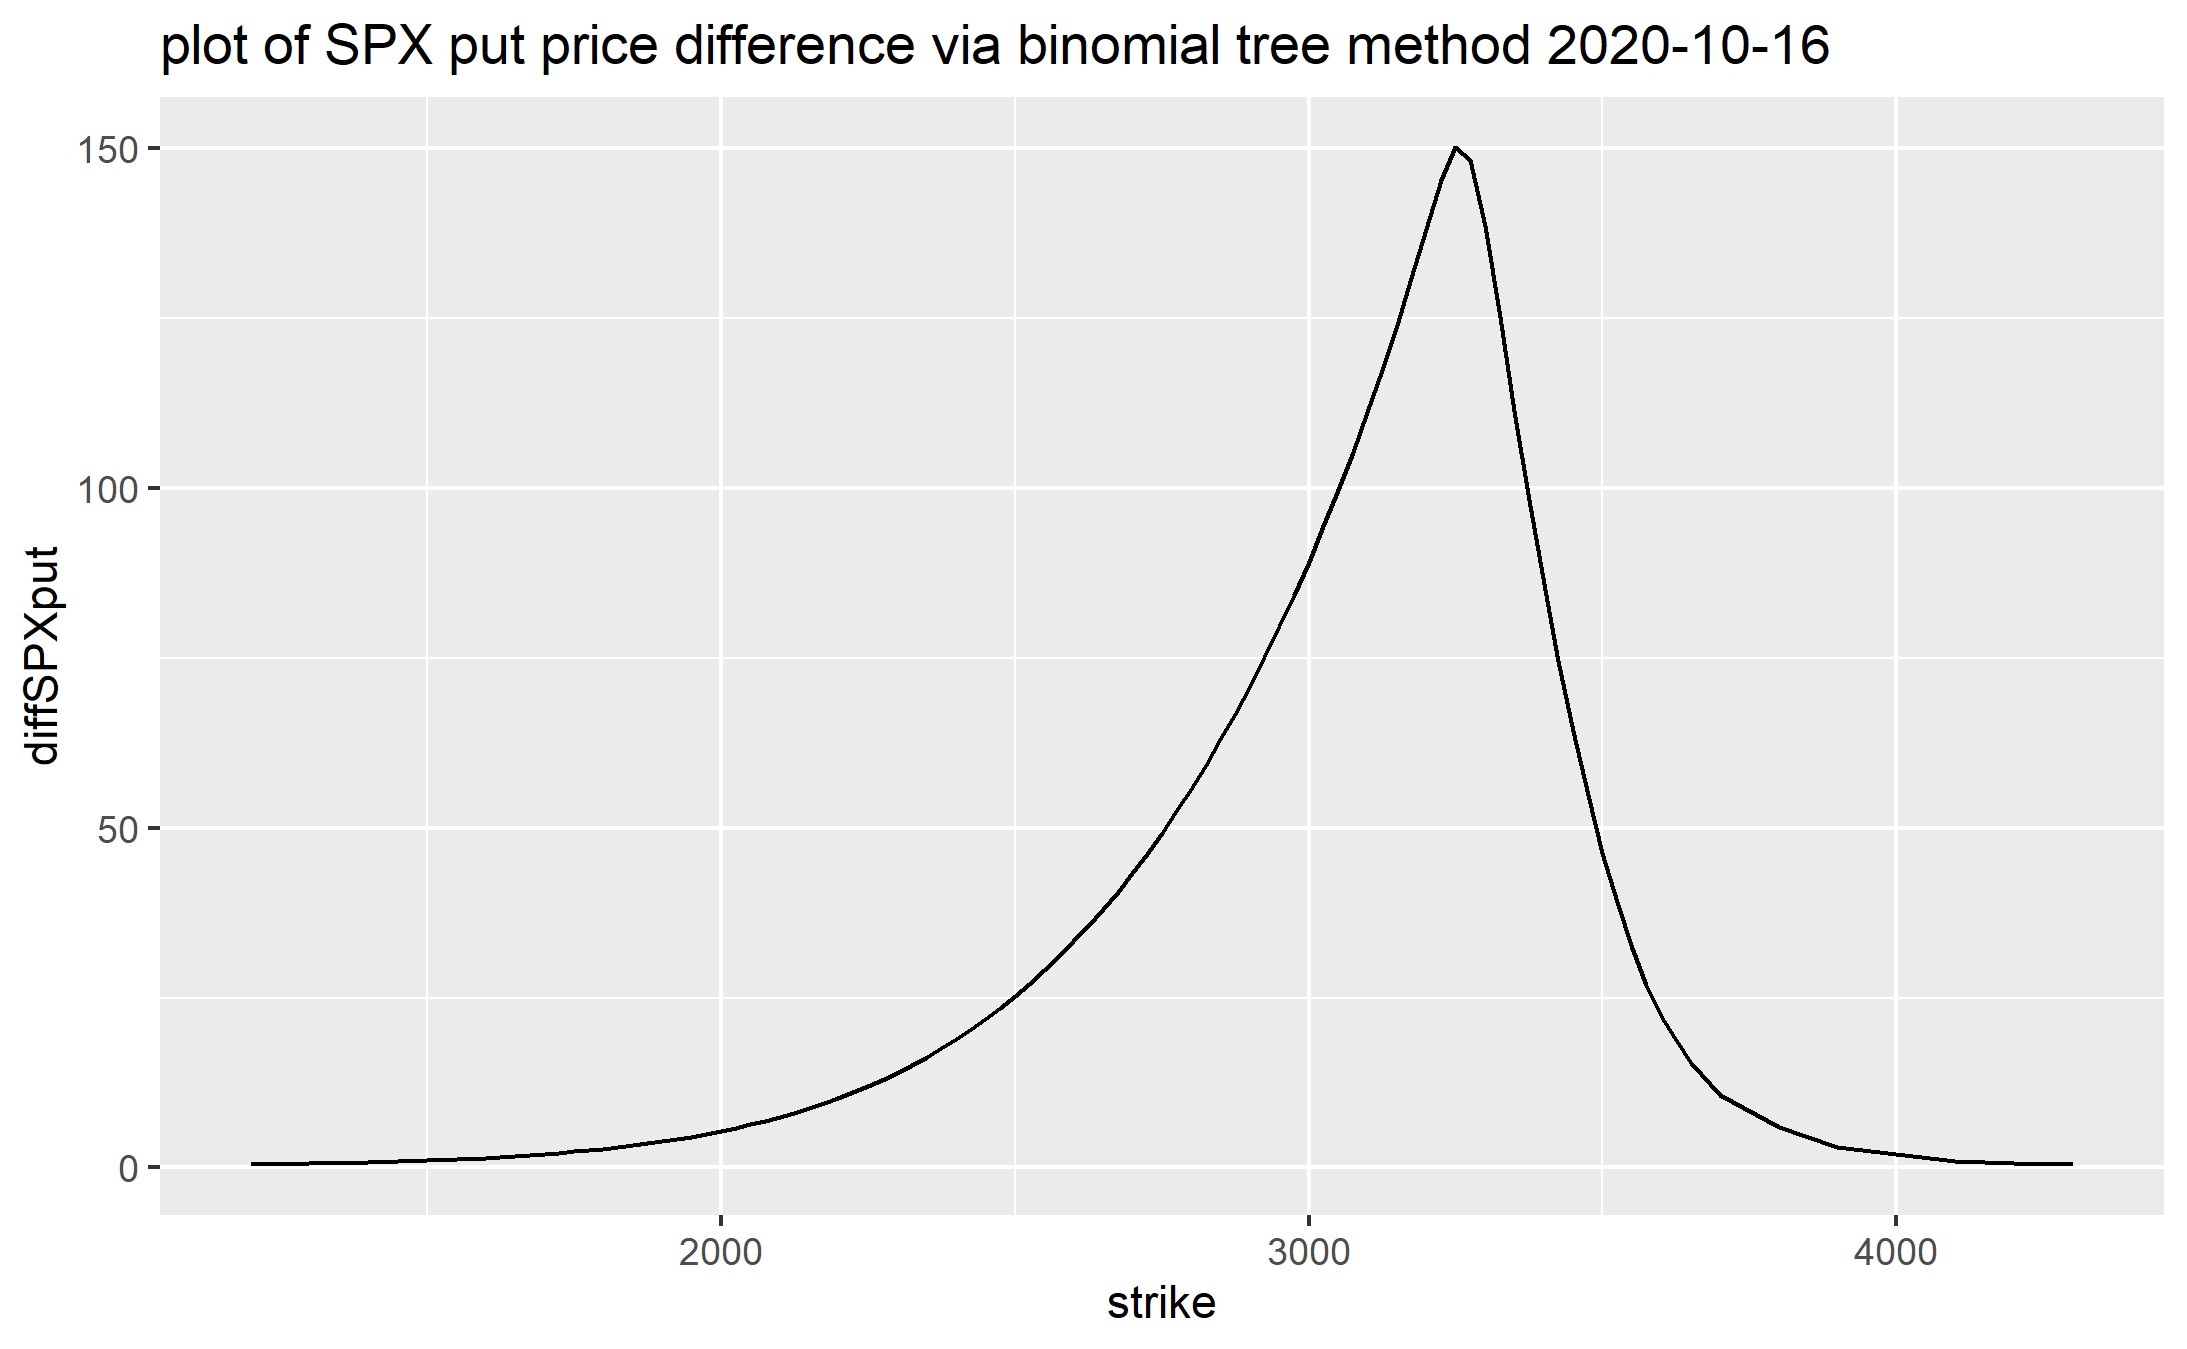 plot of SPX put price difference via binomial tree method 2020-10-16
150
100
50
0
diffSPXput
2000 3000 4000
strike